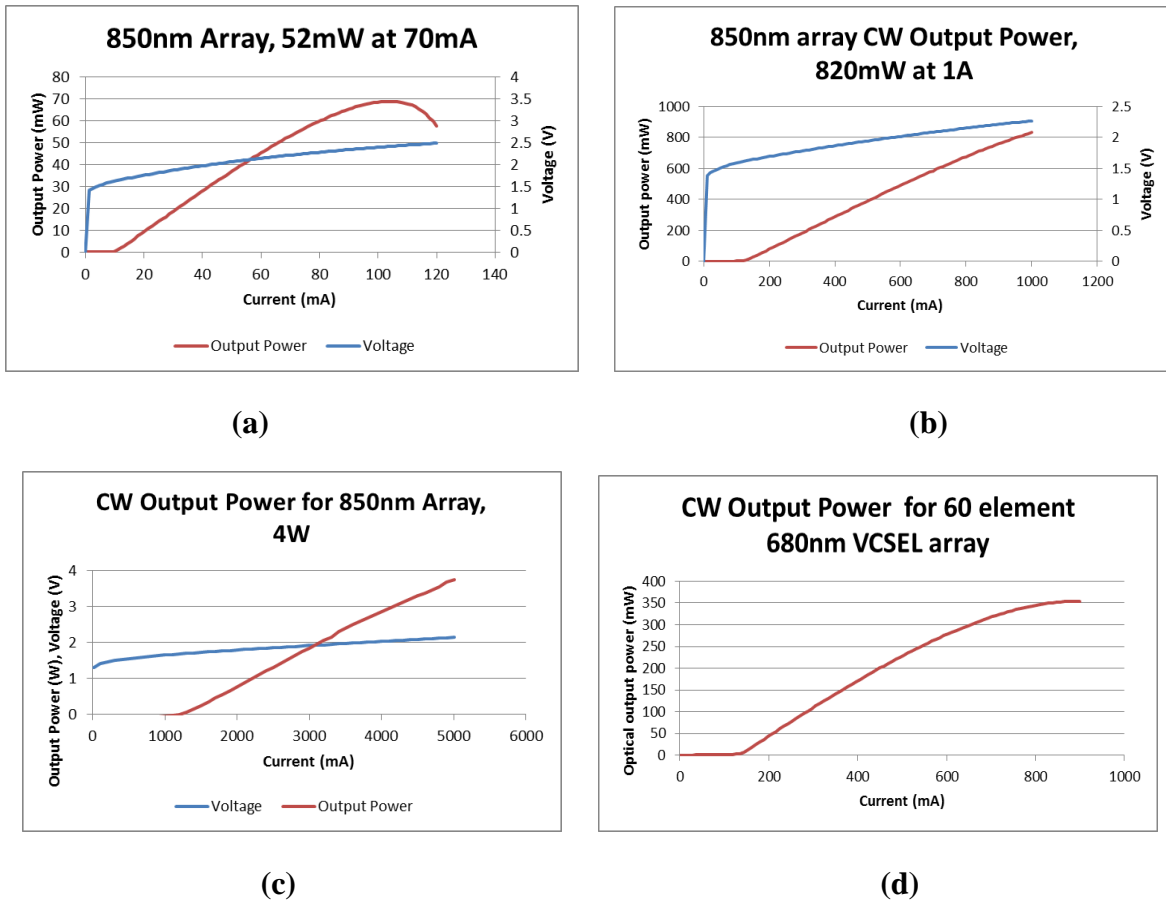 850nm Array, 52mW at 70mA
Output Power (mW)
80
70
60
50
40
30
20
10
0
4
3.5
3
2.5
2
1.5
1
0.5
0
Voltage (V)
0 20 40 60 80 100 120 140
Current (mA)
Output Power Voltage
(a)
850nm array CW Output Power,
820mW at 1A
Output power (mW)
1000
800
600
400
200
0
2.5
2
1.5
1
0.5
0
Voltage (V)
0 200 400 600 800 1000 1200
Current (mA)
Output Power Voltage
(b)
CW Output Power for 850nm Array,
4W
Output Power (W), Voltage (V)
4
3
2
1
0
0 1000 2000 3000 4000 5000 6000
Current (mA)
Voltage Output Power
(c)
CW Output Power for 60 element
680nm VCSEL array
Optical output power (mW)
400
350
300
250
200
150
100
50
0
0 200 400 600 800 1000
Current (mA)
(d)